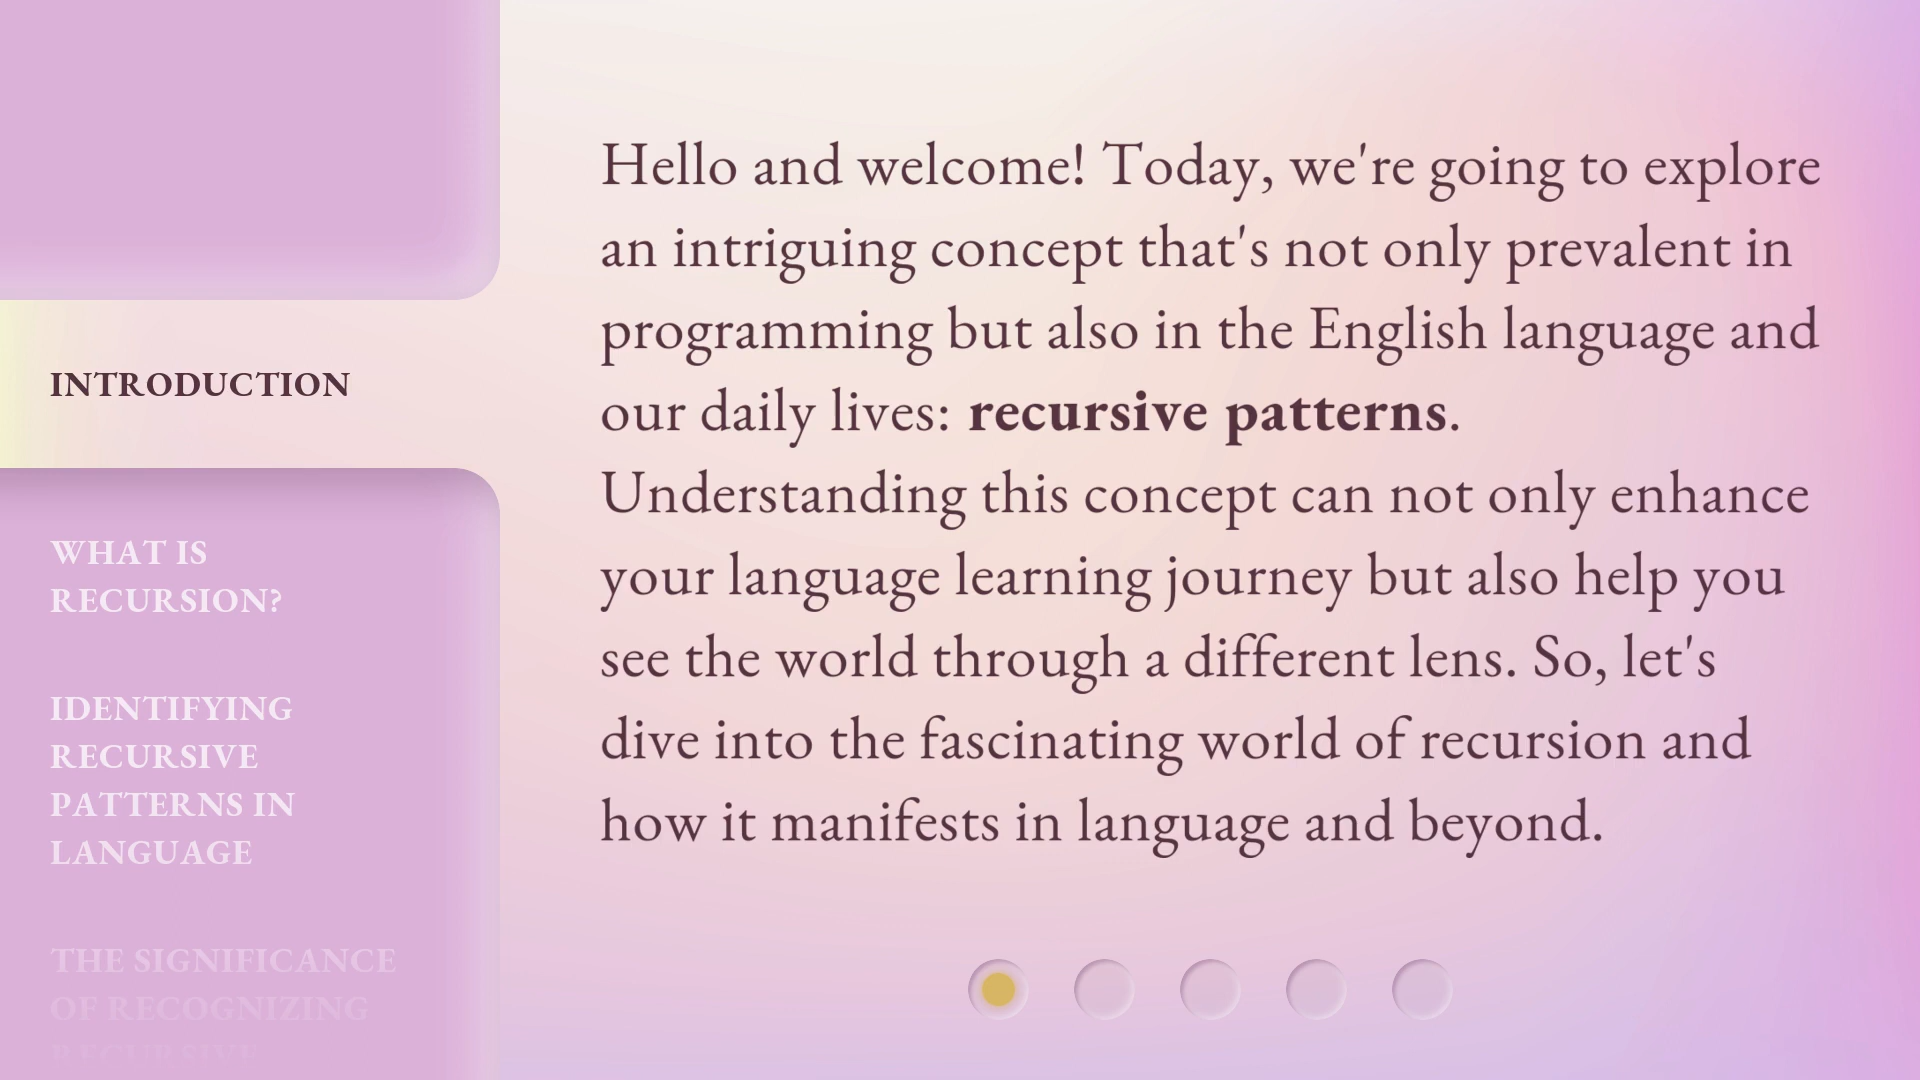 INTRODUCTION
WHAT IS
RECURSION?
IDENTIFYING
RECURSIVE
PATTERNS IN
LANGUAGE
THE SIGNIFICANCE
OF RECOGNIZING
RECURSIVE
Hello and welcome! Today, we're going to explore
an intriguing concept that's not only prevalent in
programming but also in the English language and
our daily lives: recursive patterns.
Understanding this concept can not only enhance
your language learning journey but also help you
see the world through a different lens. So, let's
dive into the fascinating world of recursion and
how it manifests in language and beyond.